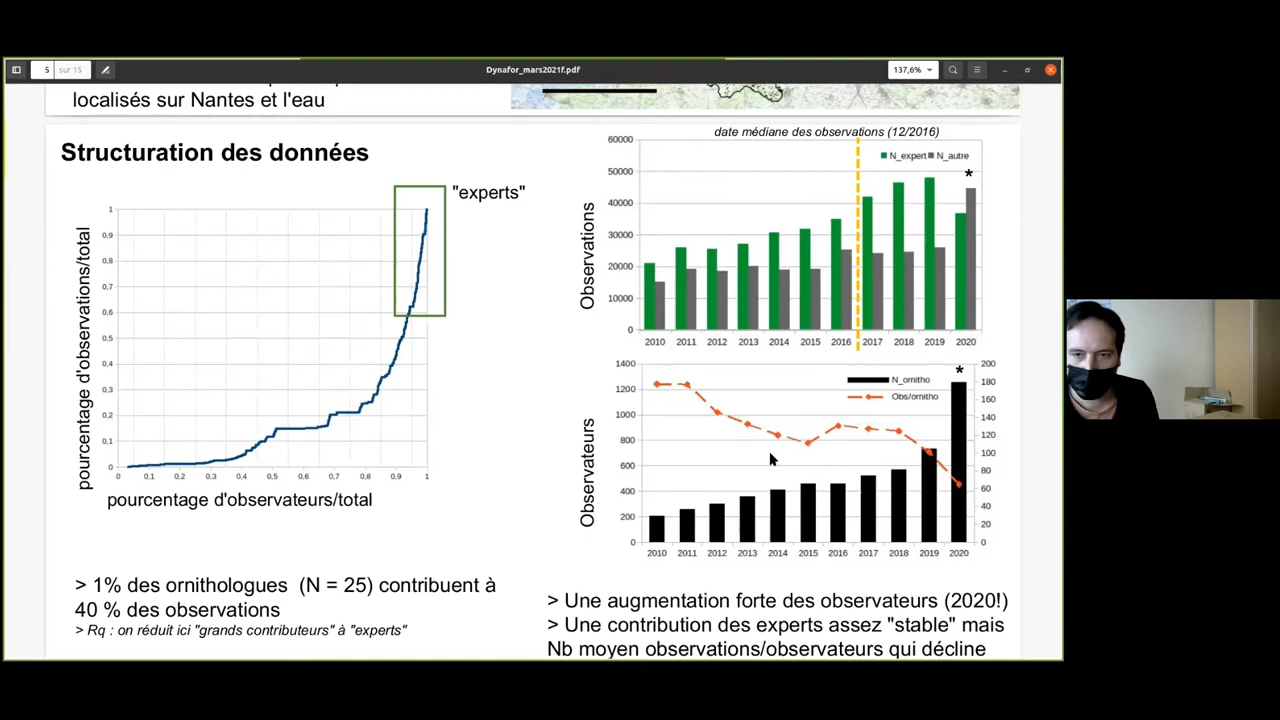 5 sur 15
Dynafor_mars2021f.pdf
137,6%
localisés sur Nantes et l'eau
Structuration des données
"experts"
pourcentage d'observations/total
1
0,9
0,8
0,7
0,6
0,5
0,4
0,3
0,2
0,1
0
0 0,1 0,2 0,3 0,4 0,5 0,6 0,7 0,8 0,9 1
pourcentage d'observateurs/total
> 1% des ornithologues (N = 25) contribuent à
40 % des observations
> Rq : on réduit ici "grands contributeurs" à "experts"
date médiane des observations (12/2016)
N_expert N_autre
*
Observations
60000
50000
40000
30000
20000
10000
0
2010 2011 2012 2013 2014 2015 2016 2017 2018 2019 2020
N_ornitho
Obs/ornitho
*
Observateurs
1400
1200
1000
800
600
400
200
0
200
180
160
140
120
100
80
60
40
20
0
2010 2011 2012 2013 2014 2015 2016 2017 2018 2019 2020
> Une augmentation forte des observateurs (2020!)
> Une contribution des experts assez "stable" mais
Nb moyen observations/observateurs qui décline